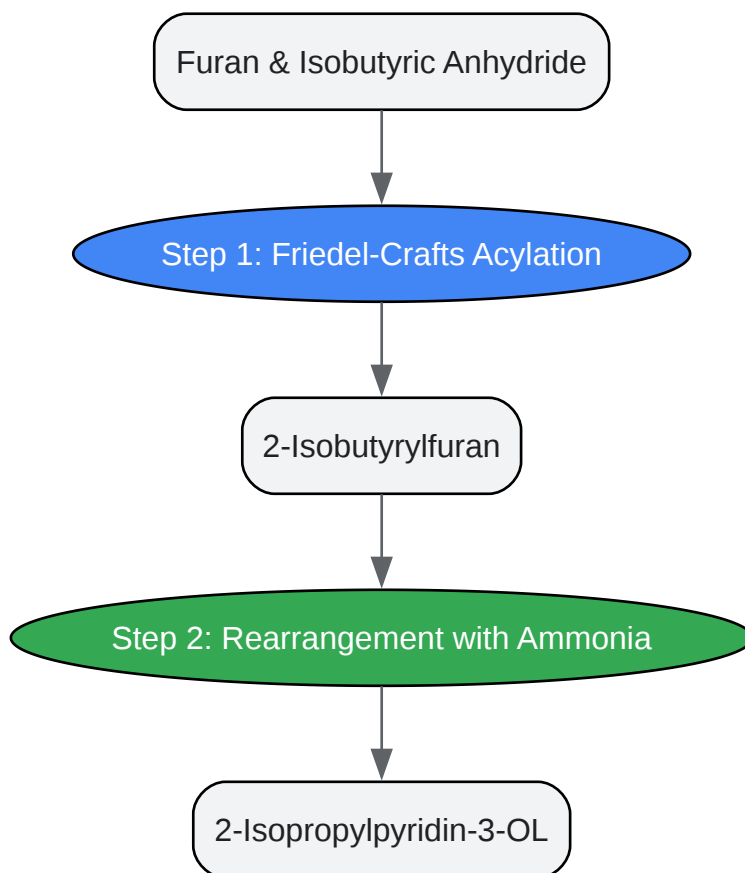 Furan & Isobutyric Anhydride
Step 1: Friedel-Crafts Acylation
2-Isobutyrylfuran
Step 2: Rearrangement with Ammonia
2-Isopropylpyridin-3-OL